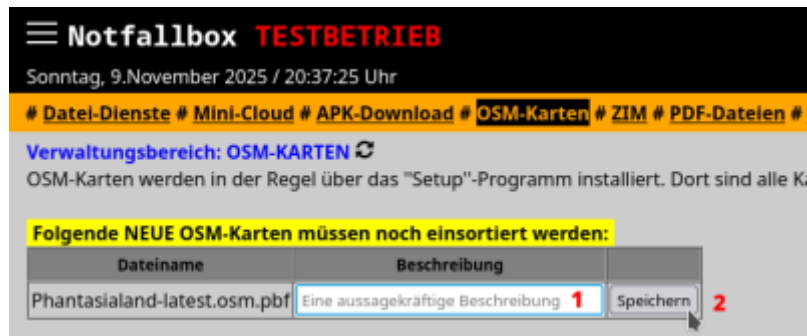 Notfallbox TESTBETRIEB
Sonntag, 9.November 2025 / 20:37:25 Uhr
# Datei-Dienste # Mini-Cloud # APK-Download # OSM-Karten # ZIM # PDF-Dateien #
Verwaltungsbereich: OSM-KARTEN
OSM-Karten werden in der Regel über das "Setup"-Programm installiert. Dort sind alle
Folgende NEUE OSM-Karten müssen noch einsortiert werden:
Dateiname Beschreibung
Phantasialand-latest.osm.pbf Eine aussagekräftige Beschreibung 1 Speichern 2